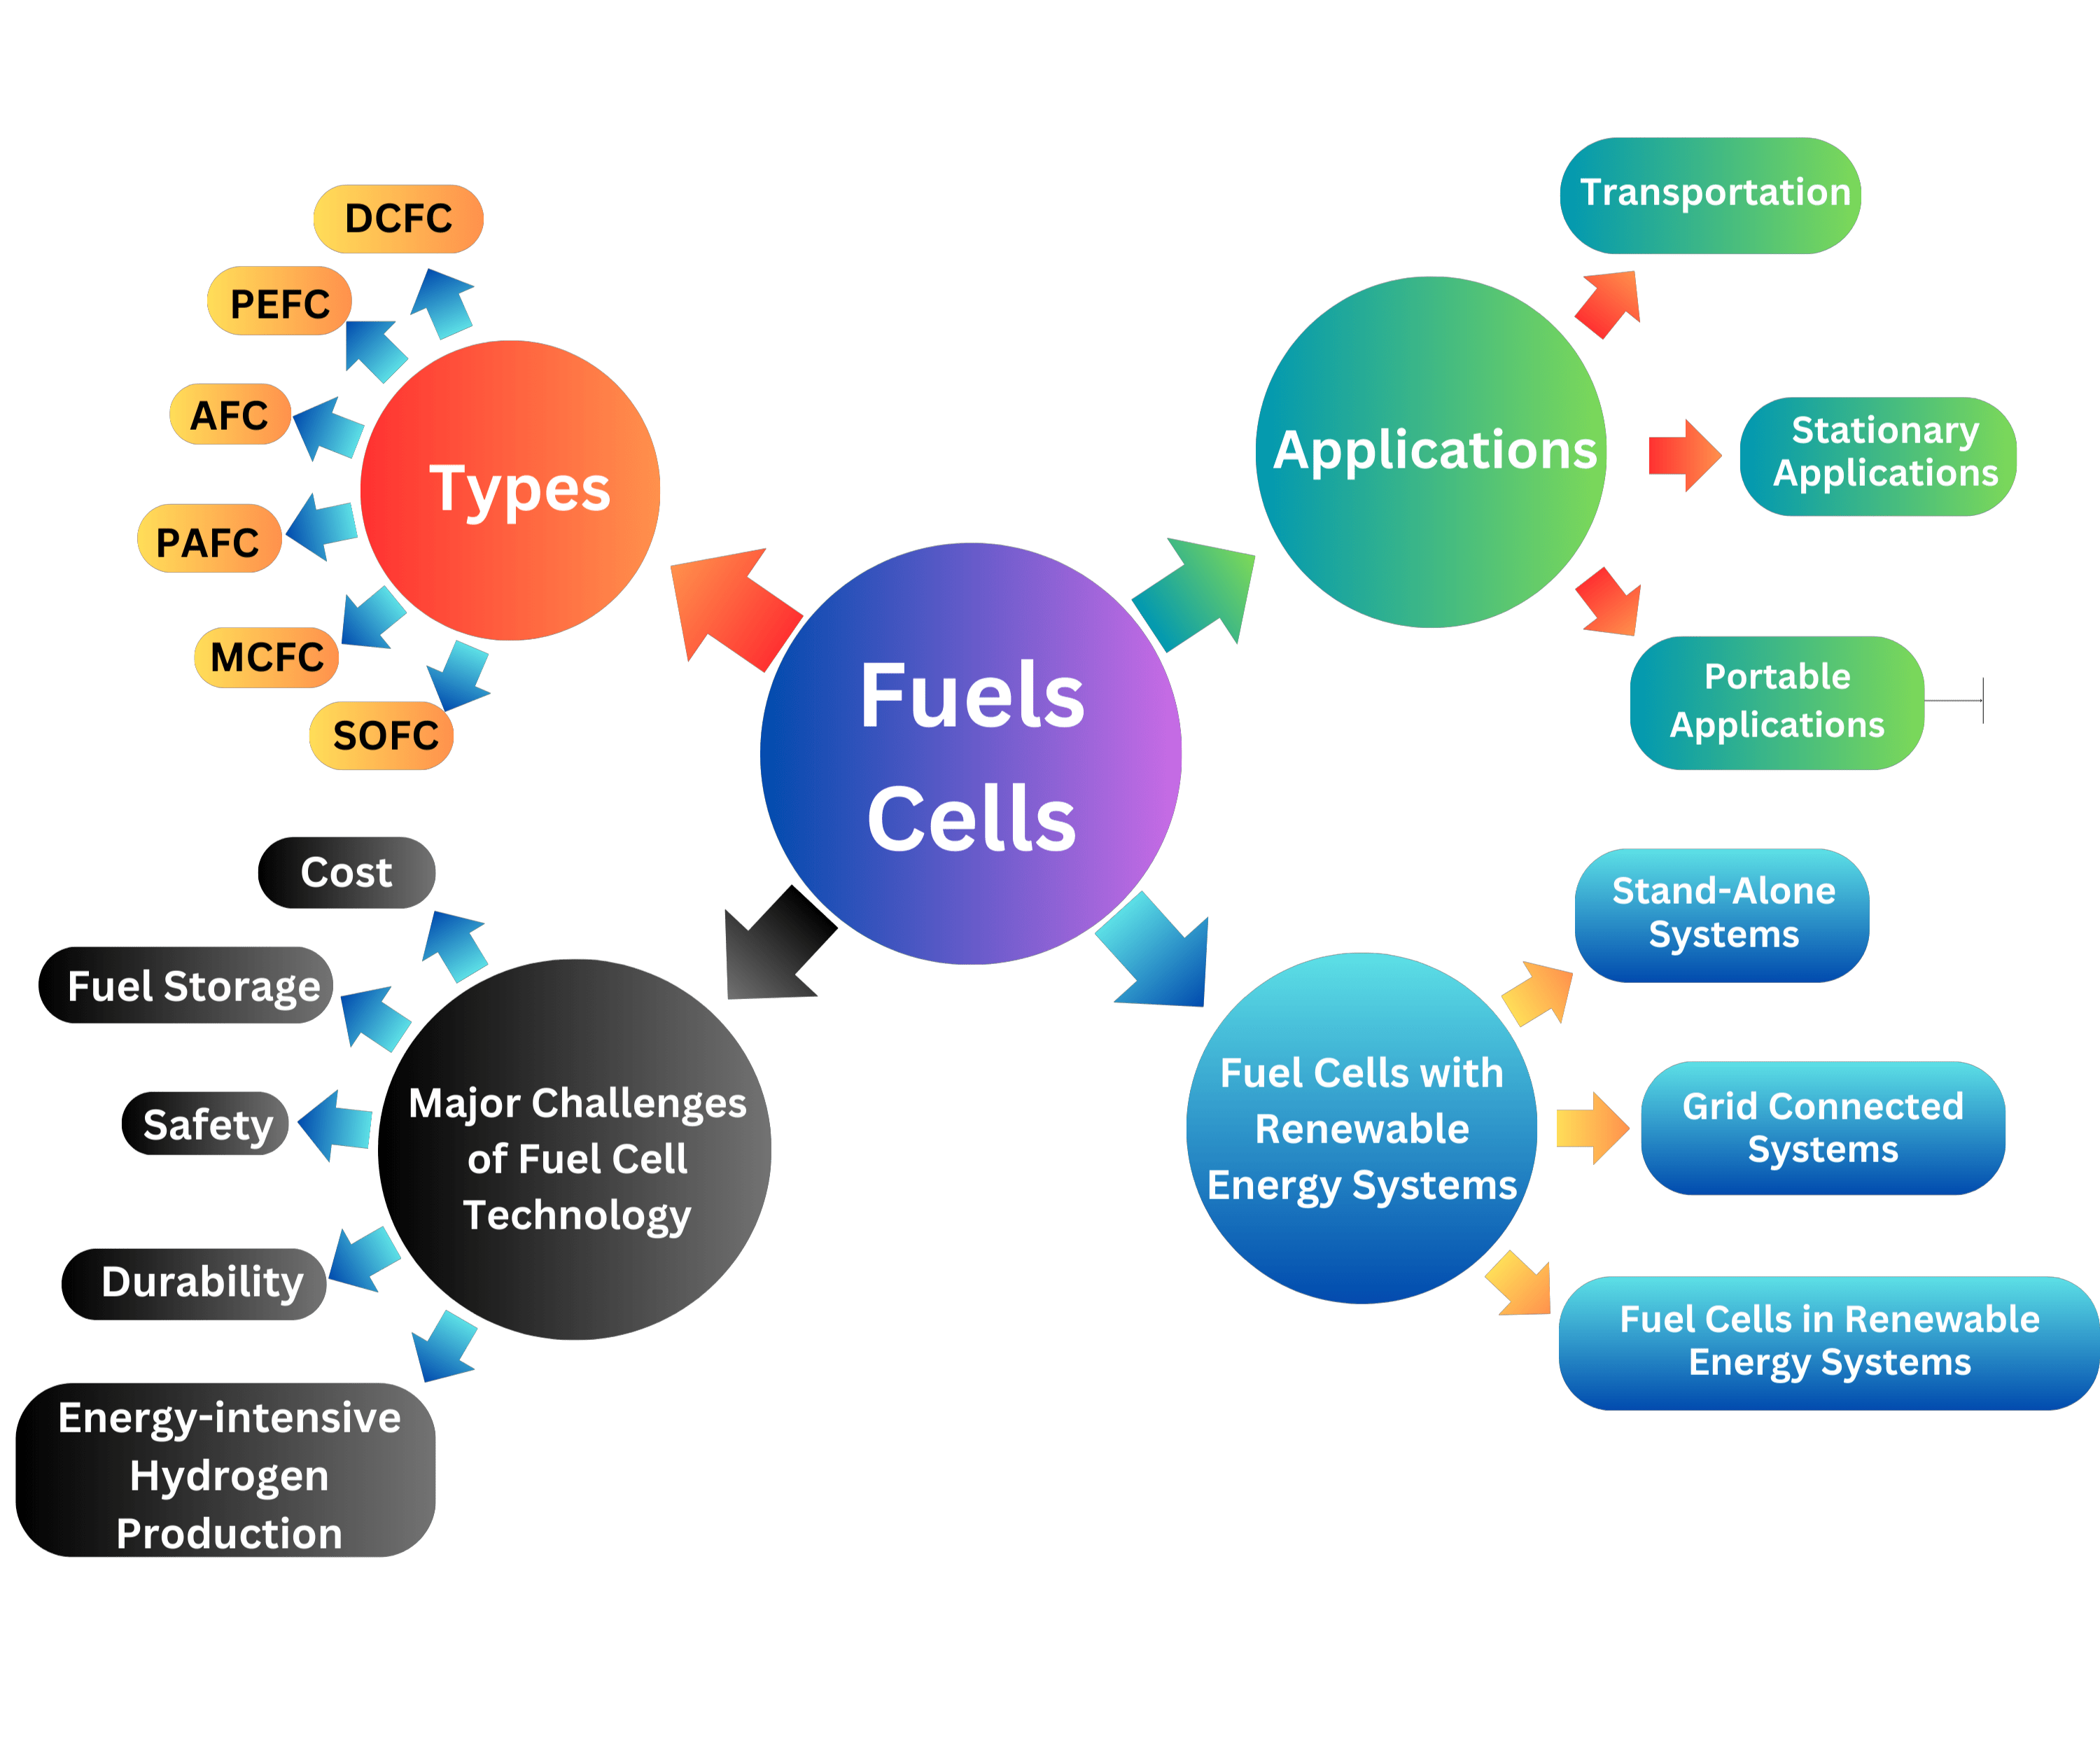 Fuels
Cells
Types
DCFC
PEFC
AFC
PAFC
MCFC
SOFC
Applications
Transportation
Stationary
Applications
Portable
Applications
Major Challenges
of Fuel Cell
Technology
Cost
Fuel Storage
Safety
Durability
Energy-intensive
Hydrogen
Production
Fuel Cells with
Renewable
Energy Systems
Stand-Alone
Systems
Grid Connected
Systems
Fuel Cells in Renewable
Energy Systems